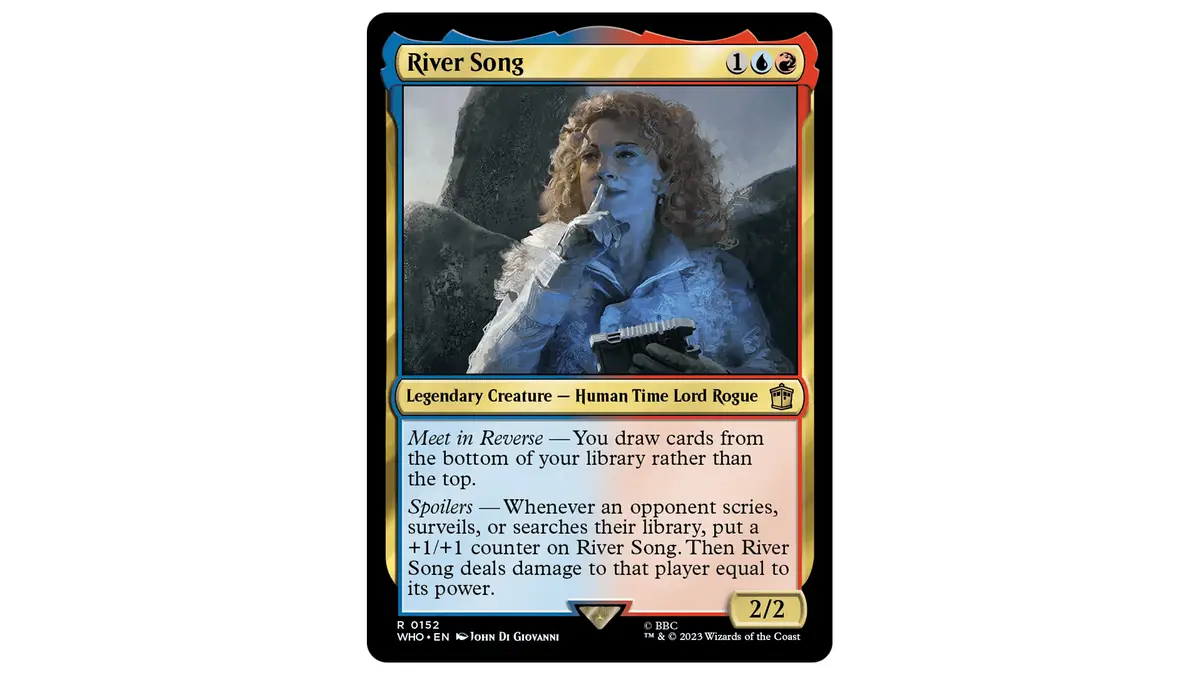 River Song 1
Legendary Creature — Human Time Lord Rogue
Meet in Reverse — You draw cards from
the bottom of your library rather than
the top.
Spoilers — Whenever an opponent scries,
surveils, or searches their library, put a
+1/+1 counter on River Song. Then River
Song deals damage to that player equal to
its power.
2/2
R 0152
WHO • EN John Di Giovanni
© BBC
™ & © 2023 Wizards of the Coast